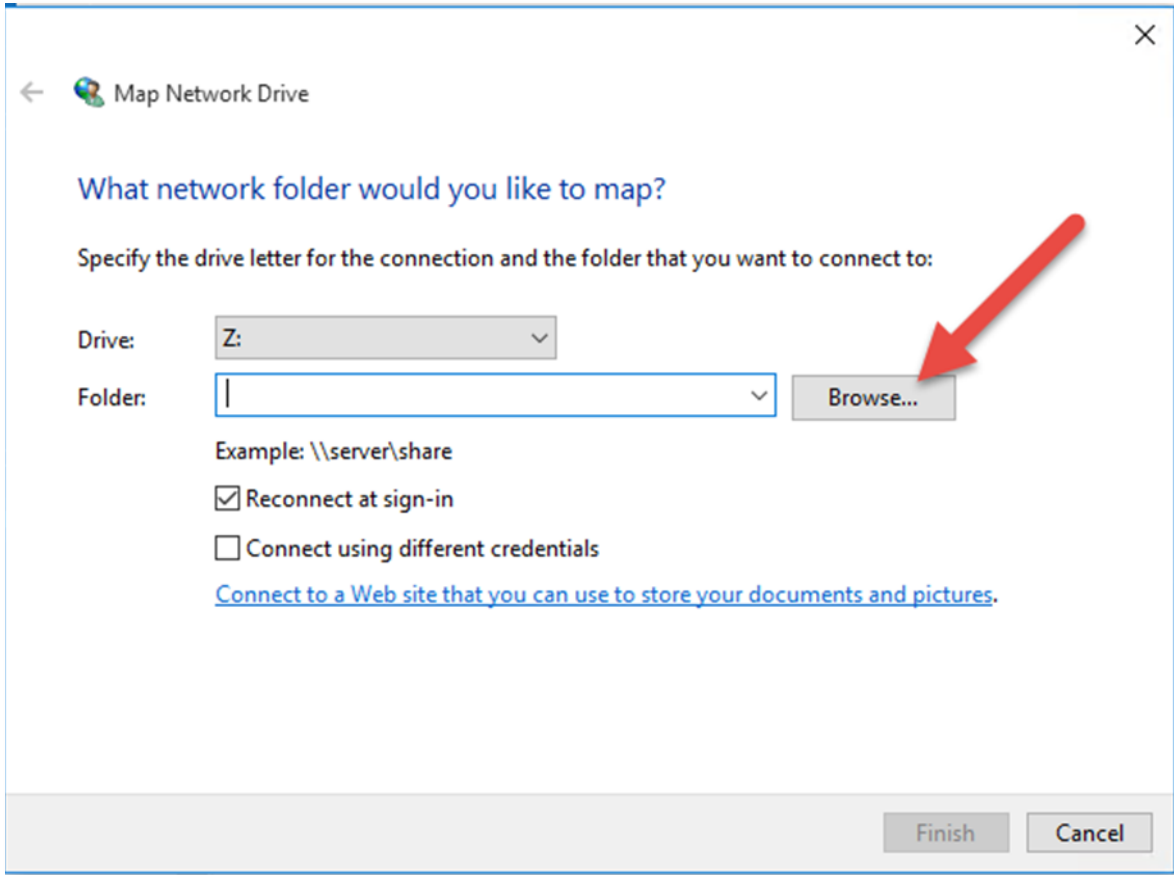 Map Network Drive
What network folder would you like to map?
Specify the drive letter for the connection and the folder that you want to connect to:
Drive: Z:
Folder: Browse...
Example: \\server\share
Reconnect at sign-in
Connect using different credentials
Connect to a Web site that you can use to store your documents and pictures.
Finish Cancel